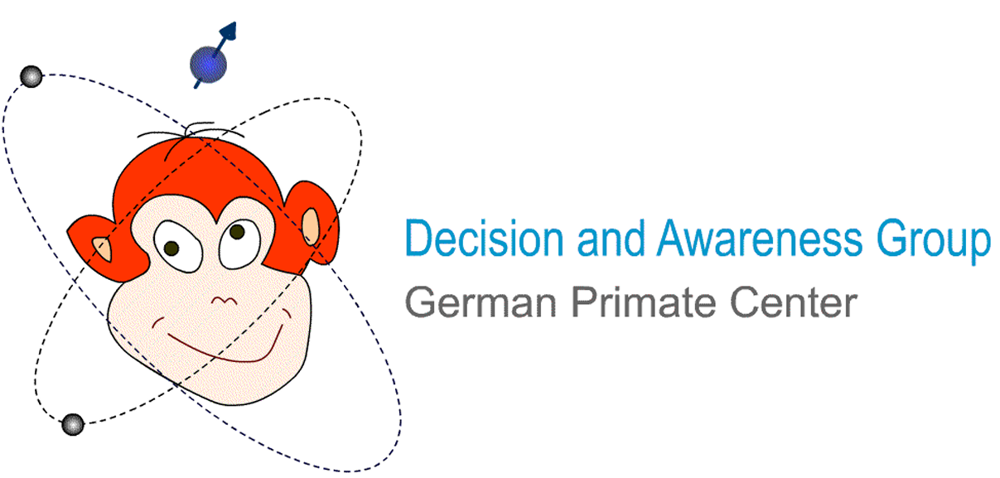 Decision and Awareness Group
German Primate Center